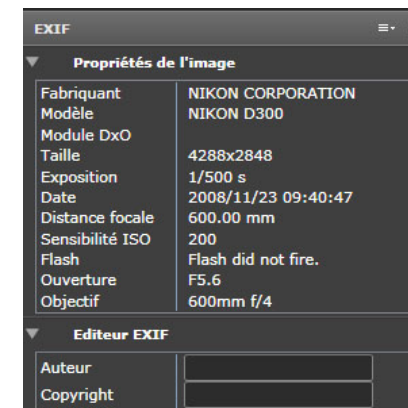 EXIF
Propriétés de l'image
Fabriquant NIKON CORPORATION
Modèle NIKON D300
Module DxO
Taille 4288x2848
Exposition 1/500 s
Date 2008/11/23 09:40:47
Distance focale 600.00 mm
Sensibilité ISO 200
Flash Flash did not fire.
Ouverture F5.6
Objectif 600mm f/4
Editeur EXIF
Auteur
Copyright